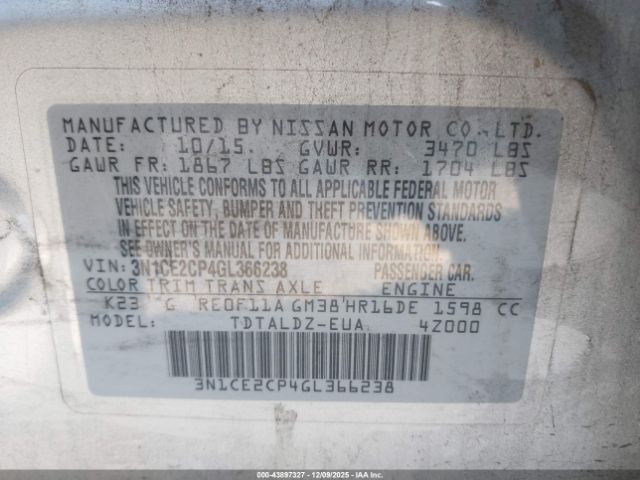 MANUFACTURED BY NISSAN MOTOR CO., LTD.
DATE: 10/15. GVWR: 3470 LBS
GAWR FR: 1867 LBS GAWR RR: 1704 LBS
THIS VEHICLE CONFORMS TO ALL APPLICABLE FEDERAL MOTOR
VEHICLE SAFETY, BUMPER AND THEFT PREVENTION STANDARDS
IN EFFECT ON THE DATE OF MANUFACTURE SHOWN ABOVE.
SEE OWNER'S MANUAL FOR ADDITIONAL INFORMATION.
VIN: 3N1CE2CP4GL366238 PASSENGER CAR.
COLOR TRIM TRANS AXLE ENGINE
K23 G RE0F11A GM38 HR16DE 1598 CC
MODEL: TDTALDZ-EUA 4Z000
3N1CE2CP4GL366238
000-43897327 - 12/09/2025 - IAAI.COM